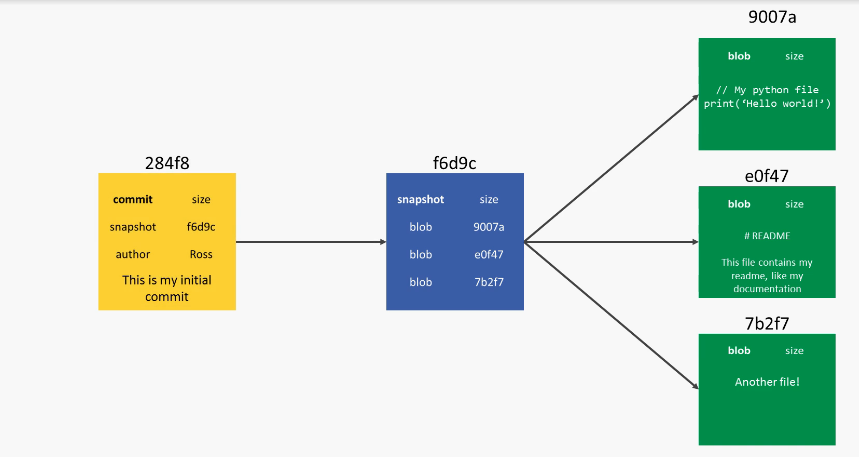 284f8
commit size
snapshot f6d9c
author Ross
This is my initial
commit
f6d9c
snapshot size
blob 9007a
blob e0f47
blob 7b2f7
9007a
blob size
// My python file
print(‘Hello world!’)
e0f47
blob size
# README
This file contains my
readme, like my
documentation
7b2f7
blob size
Another file!